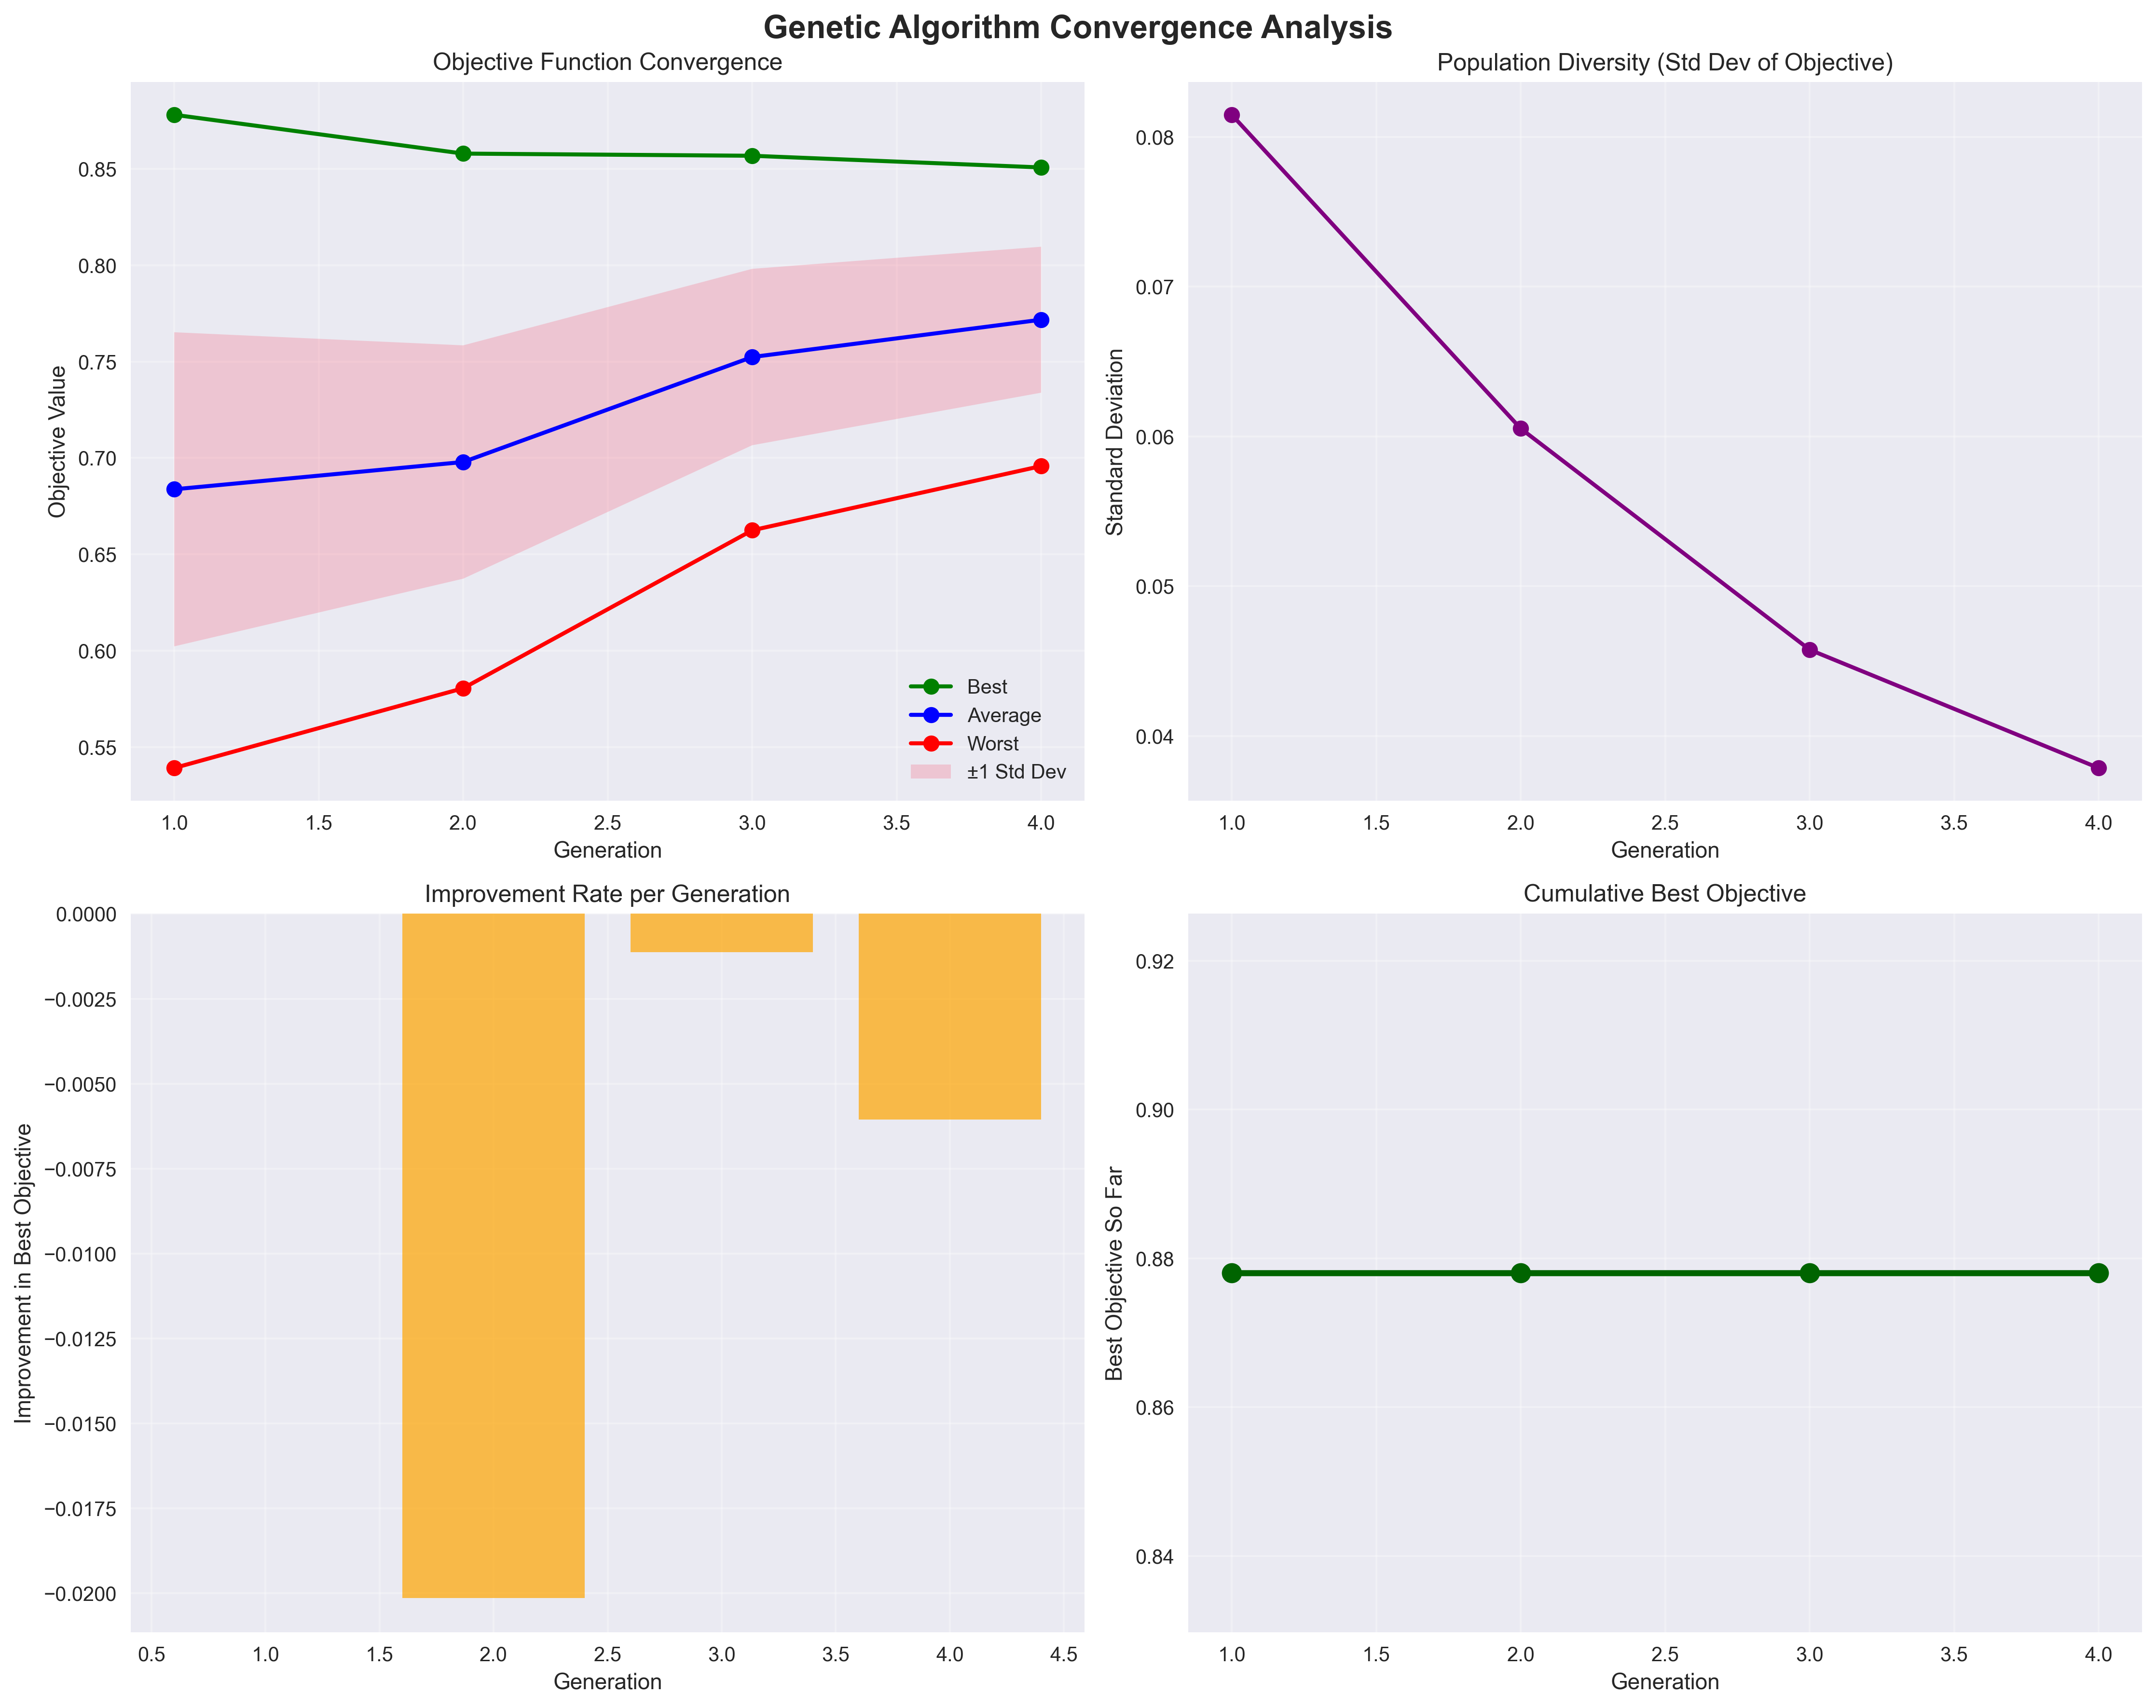 Genetic Algorithm Convergence Analysis
Objective Function Convergence
Objective Value
0.85
0.80
0.75
0.70
0.65
0.60
0.55
Best
Average
Worst
±1 Std Dev
1.0 1.5 2.0 2.5 3.0 3.5 4.0
Generation
Population Diversity (Std Dev of Objective)
Standard Deviation
0.08
0.07
0.06
0.05
0.04
1.0 1.5 2.0 2.5 3.0 3.5 4.0
Generation
Improvement Rate per Generation
Improvement in Best Objective
0.0000
−0.0025
−0.0050
−0.0075
−0.0100
−0.0125
−0.0150
−0.0175
−0.0200
0.5 1.0 1.5 2.0 2.5 3.0 3.5 4.0 4.5
Generation
Cumulative Best Objective
Best Objective So Far
0.92
0.90
0.88
0.86
0.84
1.0 1.5 2.0 2.5 3.0 3.5 4.0
Generation